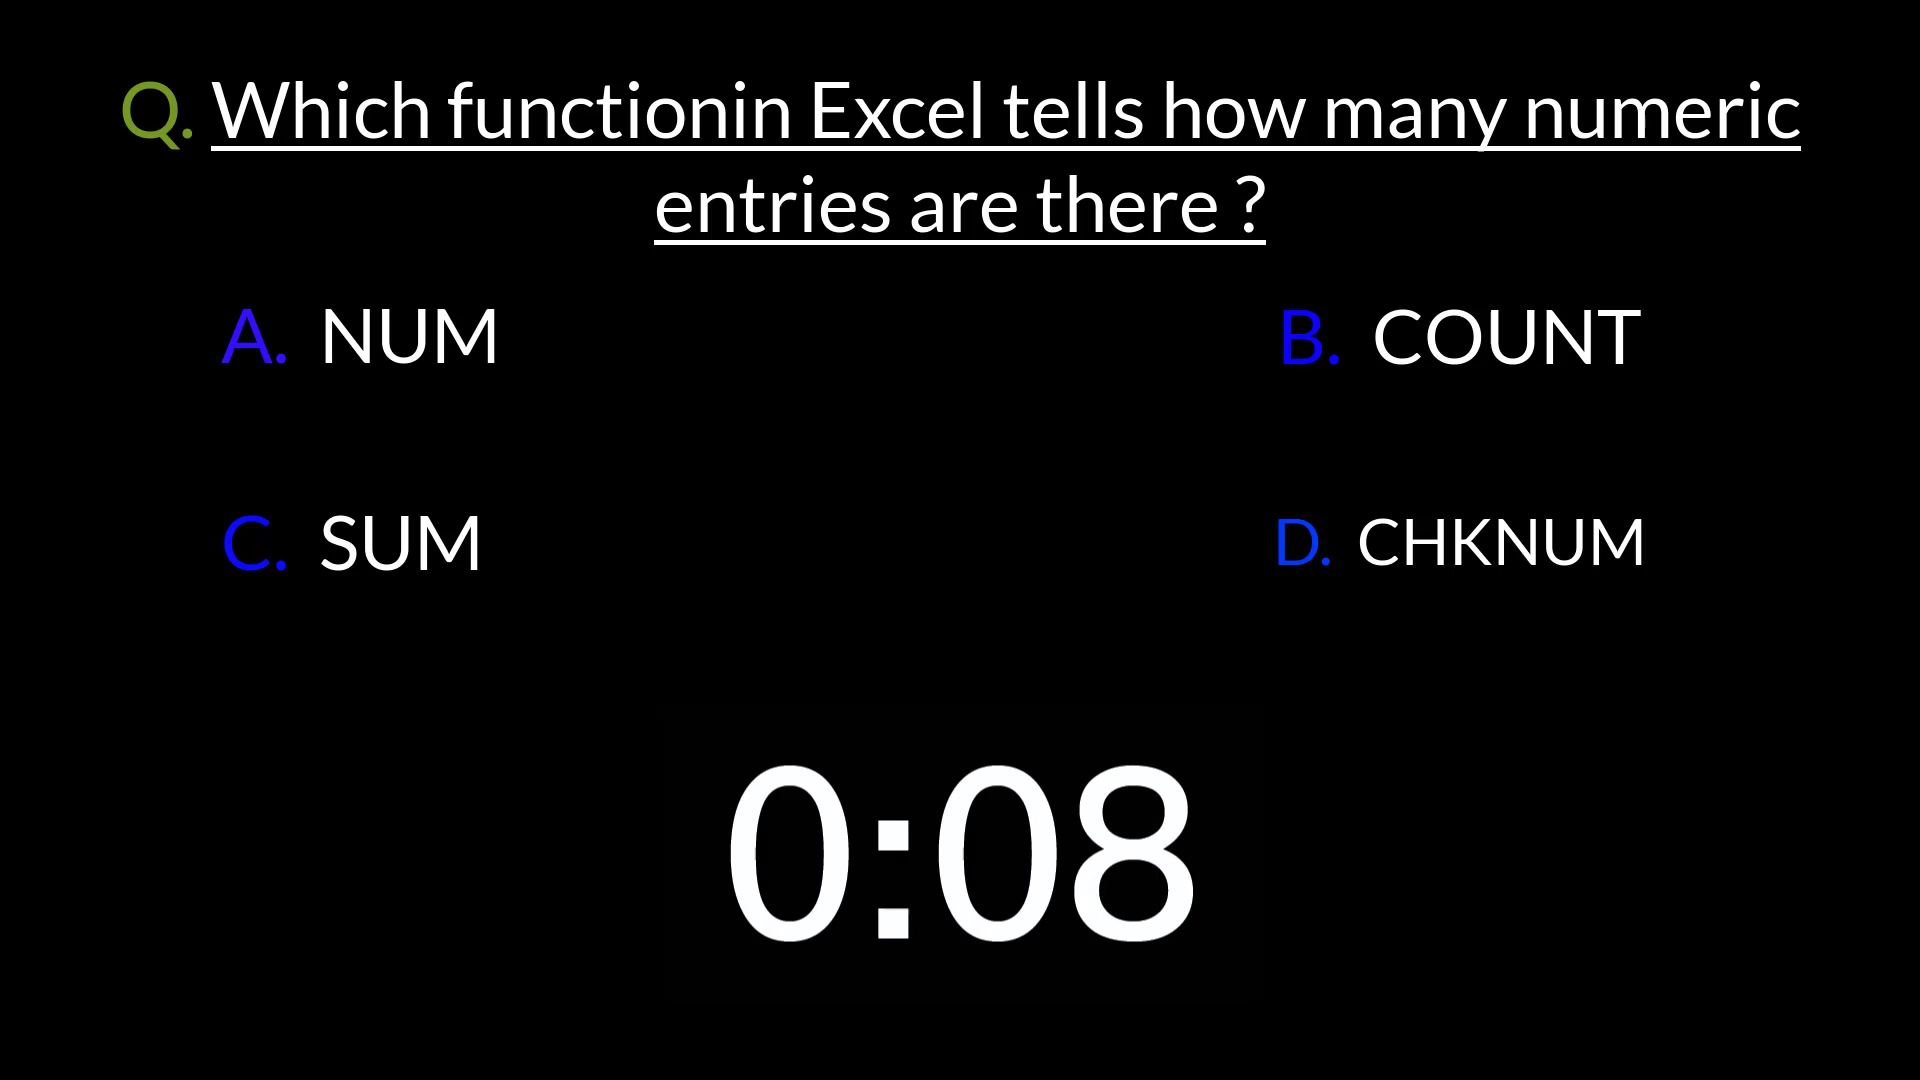 Q. Which functionin Excel tells how many numeric
entries are there ?
A. NUM
B. COUNT
C. SUM
D. CHKNUM
0:08